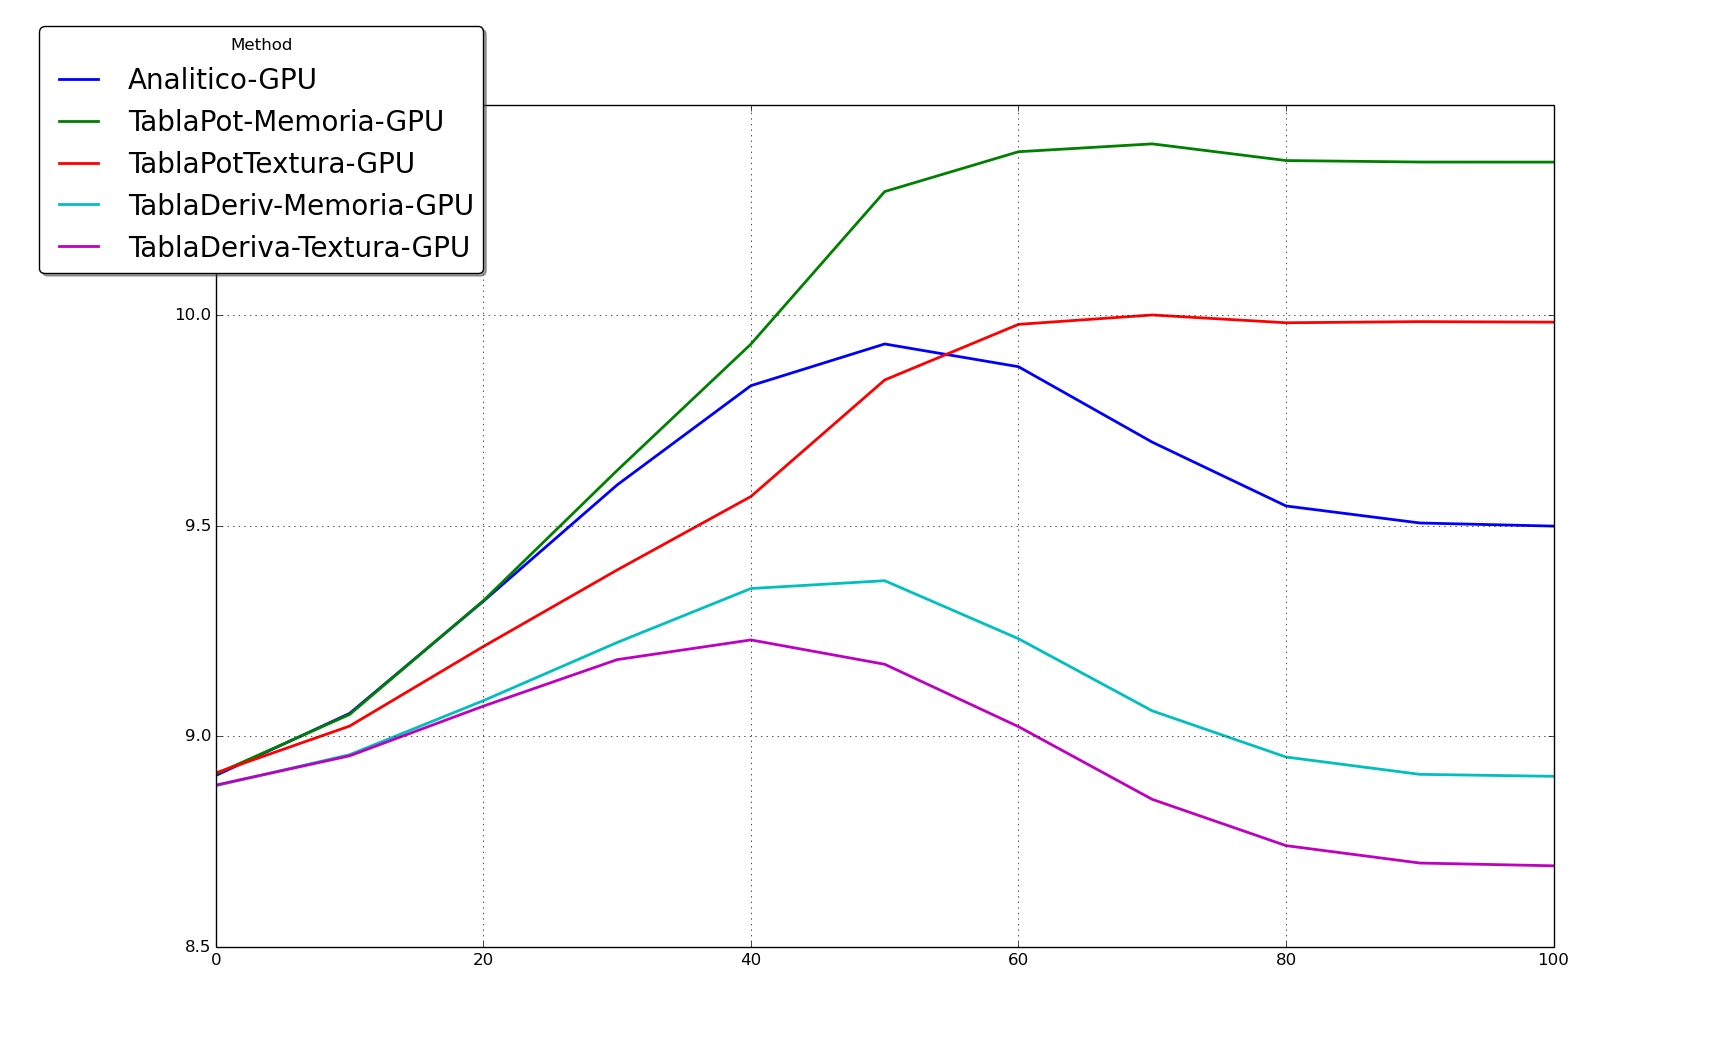 Method
Analitico-GPU
TablaPot-Memoria-GPU
TablaPotTextura-GPU
TablaDeriv-Memoria-GPU
TablaDeriva-Textura-GPU
10.0
9.5
9.0
8.5
0 20 40 60 80 100